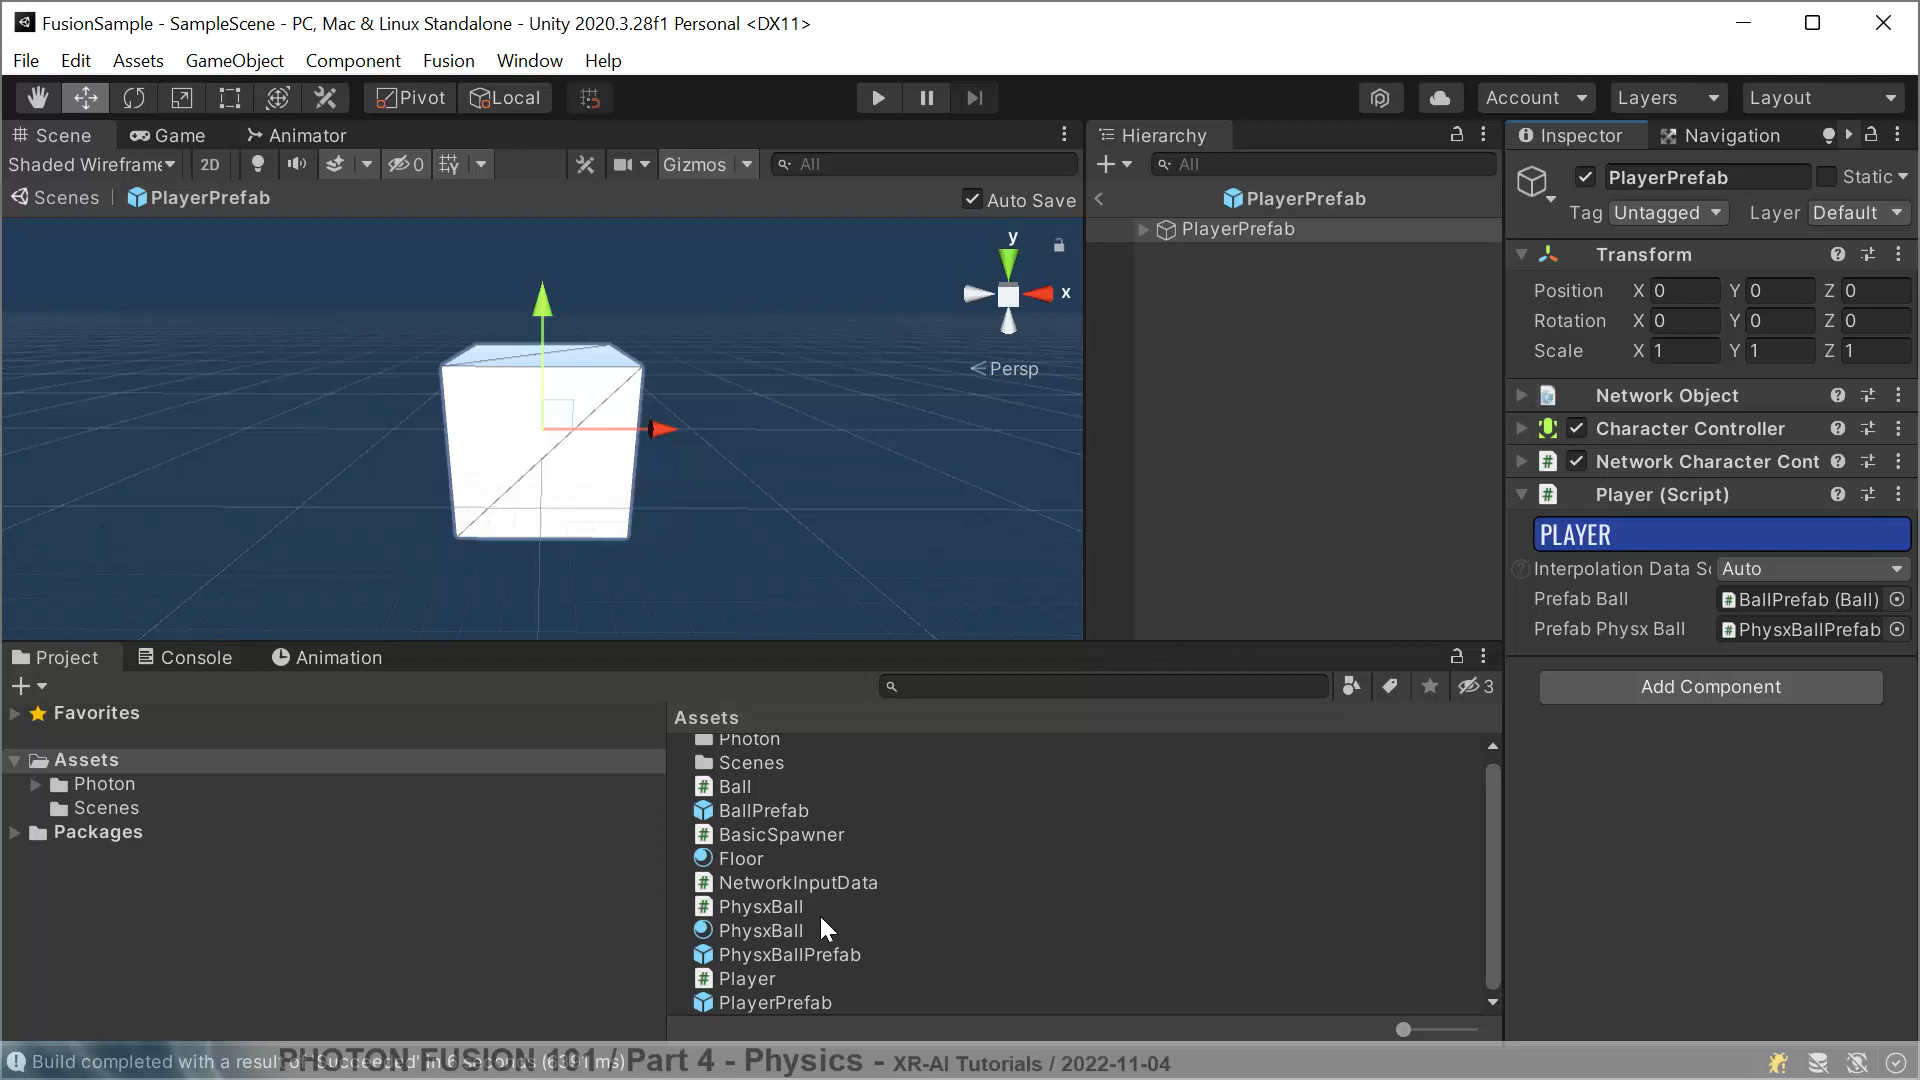 FusionSample - SampleScene - PC, Mac & Linux Standalone - Unity 2020.3.28f1 Personal <DX11>
File Edit Assets GameObject Component Fusion Window Help
Pivot Local Account Layers Layout
Scene Game Animator
Shaded Wireframe 2D 0 Gizmos All
Scenes PlayerPrefab Auto Save
y
x
Persp
Hierarchy
All
PlayerPrefab
PlayerPrefab
Inspector Navigation
PlayerPrefab Static
Tag Untagged Layer Default
Transform
Position X 0 Y 0 Z 0
Rotation X 0 Y 0 Z 0
Scale X 1 Y 1 Z 1
Network Object
Character Controller
Network Character Cont
Player (Script)
PLAYER
Interpolation Data S Auto
Prefab Ball BallPrefab (Ball)
Prefab Physx Ball PhysxBallPrefab
Add Component
Project Console Animation
3
Favorites
Assets
Photon
Scenes
Packages
Assets
Photon
Scenes
Ball
BallPrefab
BasicSpawner
Floor
NetworkInputData
PhysxBall
PhysxBall
PhysxBallPrefab
Player
PlayerPrefab
Build completed with a result of 'Succeeded' in 6 seconds (6391 ms)
PHOTON FUSION 101 / Part 4 - Physics - XR-AI Tutorials / 2022-11-04